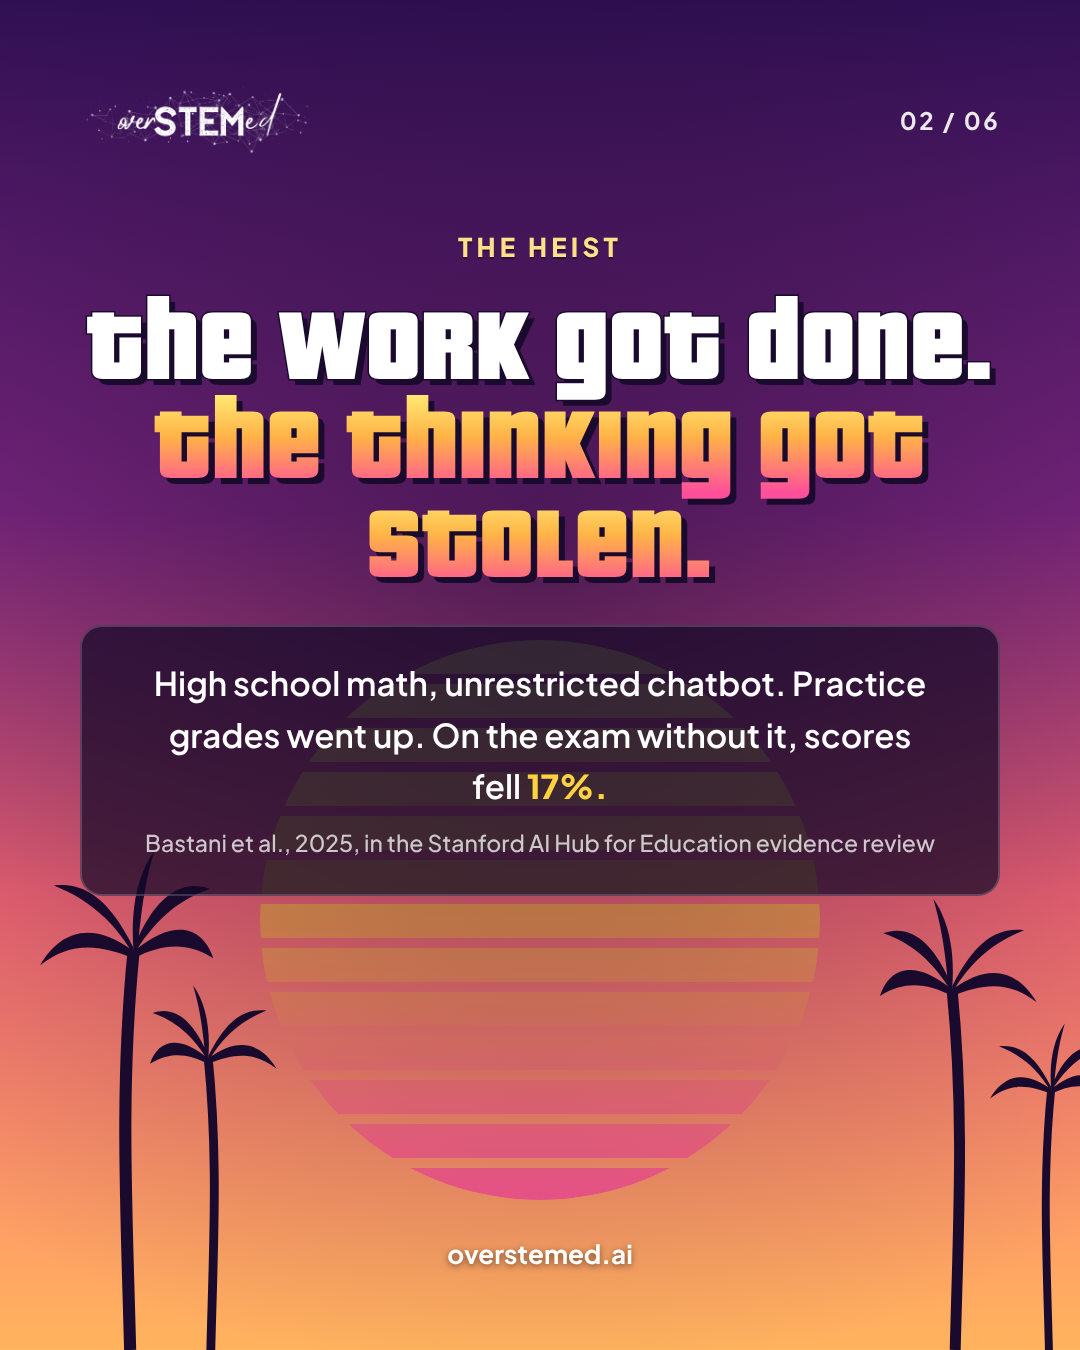 overSTEMed
02 / 06
THE HEIST
the work got done.
the thinking got
stolen.
High school math, unrestricted chatbot. Practice
grades went up. On the exam without it, scores
fell 17%.
Bastani et al., 2025, in the Stanford AI Hub for Education evidence review
overstemed.ai